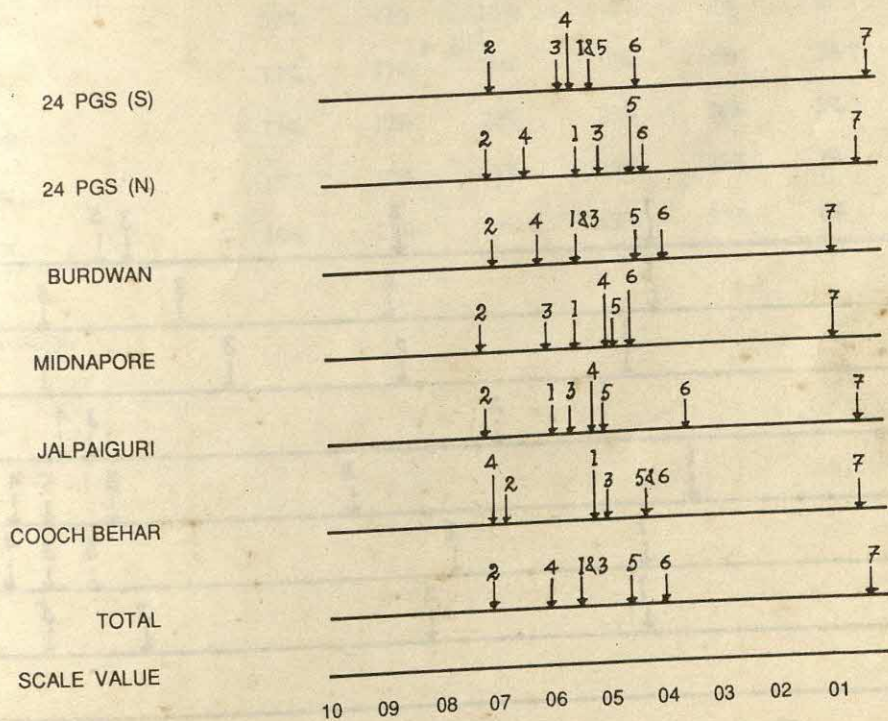 2 3 4 1&5 6 7
24 PGS (S)
2 4 1 3 5 6 7
24 PGS (N)
2 4 1&3 5 6 7
BURDWAN
2 3 1 4 5 6 7
MIDNAPORE
2 1 3 4 5 6 7
JALPAIGURI
4 2 1 3 5&6 7
COOCH BEHAR
2 4 1&3 5 6 7
TOTAL
SCALE VALUE
10 09 08 07 06 05 04 03 02 01